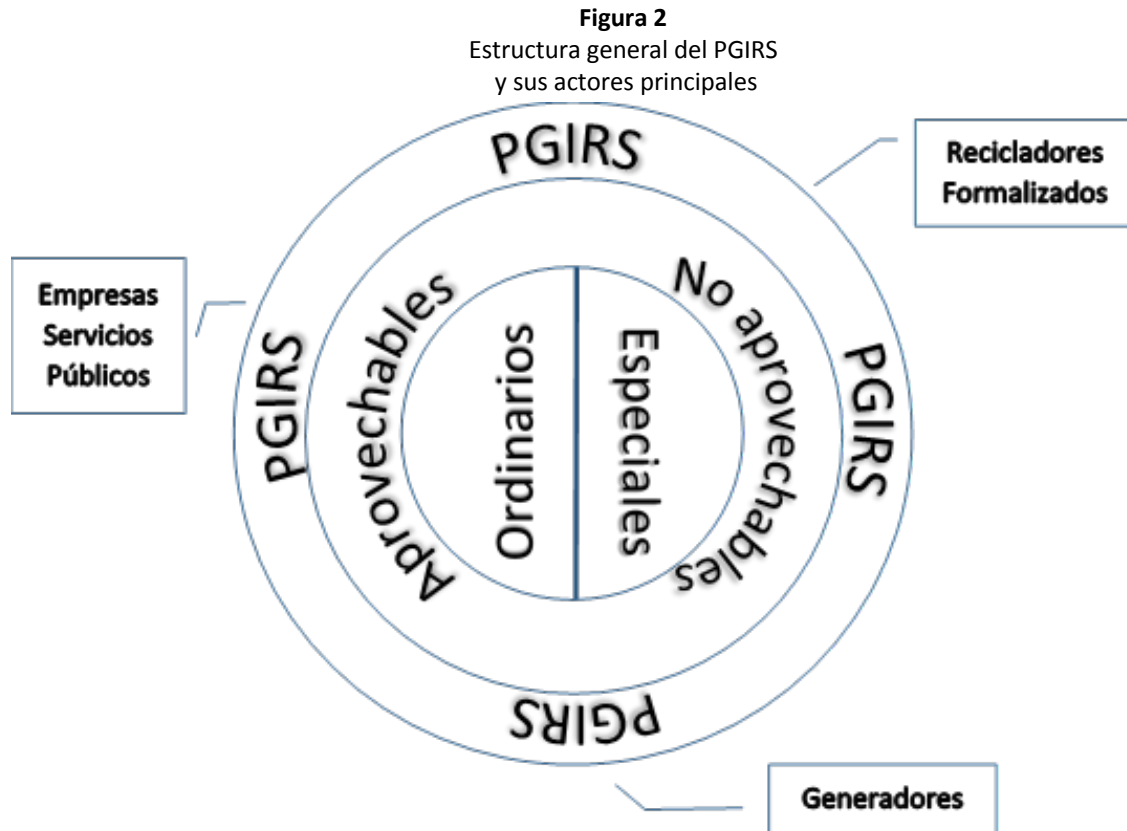 Figura 2
Estructura general del PGIRS
y sus actores principales
PGIRS
Recicladores
Formalizados
Empresas
Servicios
Públicos
PGIRS
Aprovechables
Ordinarios
Especiales
No aprovechables
PGIRS
PGIRS
Generadores